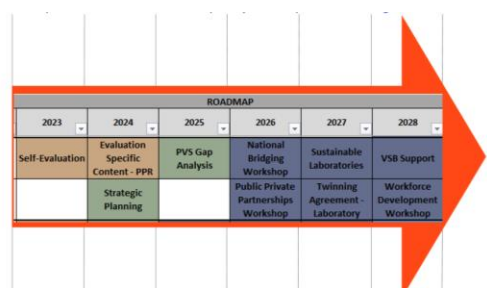 ROADMAP
2023 2024 2025 2026 2027 2028
Self-Evaluation
Evaluation
Specific
Content - PPR
PVS Gap
Analysis
National
Bridging
Workshop
Sustainable
Laboratories
VSB Support
Strategic
Planning
Public Private
Partnerships
Workshop
Twinning
Agreement -
Laboratory
Workforce
Development
Workshop